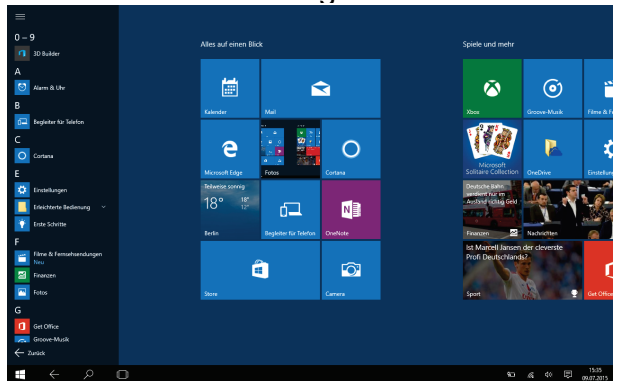 0 – 9
3D Builder
A
Alarm & Uhr
B
Begleiter für Telefon
C
Cortana
E
Einstellungen
Erleichterte Bedienung
Erste Schritte
F
Filme & Fernsehsendungen
Neu
Finanzen
Fotos
G
Get Office
Groove-Musik
Zurück
Alles auf einen Blick
Kalender
Mail
Microsoft Edge
Fotos
Cortana
Teilweise sonnig
18°
18°
12°
Berlin
Begleiter für Telefon
OneNote
Store
Camera
Spiele und mehr
Xbox
Groove-Musik
Filme & F
Microsoft
Solitaire Collection
OneDrive
Einstellun
Deutsche Bahn
verdient nur im
Ausland richtig Geld
Finanzen
Nachrichten
Ist Marcell Jansen der cleverste
Profi Deutschlands?
Sport
Get Offic
15:35
09.07.2015